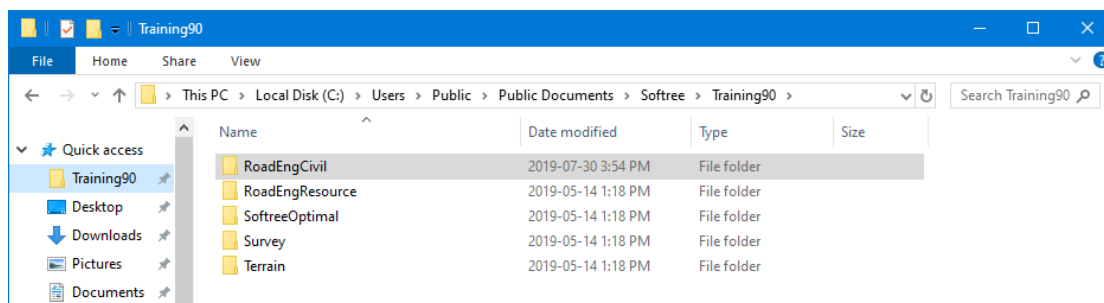 Training90
File Home Share View
This PC > Local Disk (C:) > Users > Public > Public Documents > Softree > Training90 > Search Training90
Name Date modified Type Size
Quick access
Training90
Desktop
Downloads
Pictures
Documents
RoadEngCivil 2019-07-30 3:54 PM File folder
RoadEngResource 2019-05-14 1:18 PM File folder
SoftreeOptimal 2019-05-14 1:18 PM File folder
Survey 2019-05-14 1:18 PM File folder
Terrain 2019-05-14 1:18 PM File folder